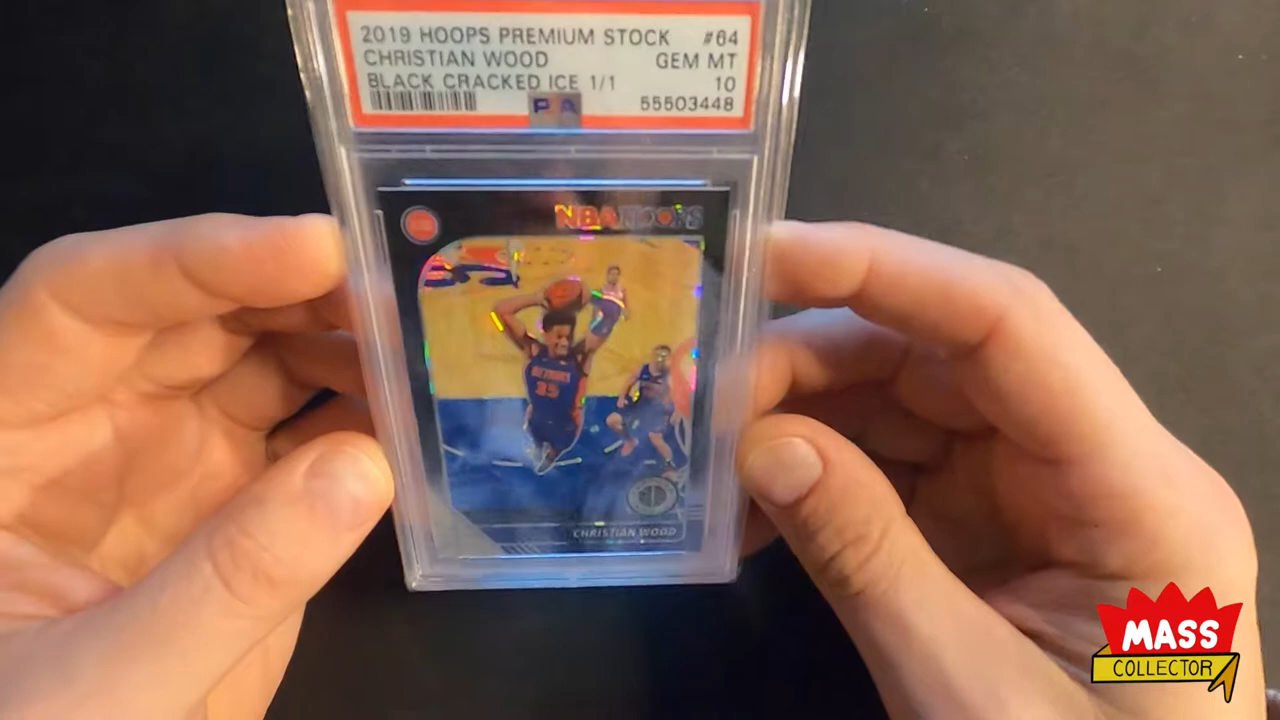 2019 HOOPS PREMIUM STOCK #64
CHRISTIAN WOOD GEM MT
BLACK CRACKED ICE 1/1 10
55503448
NBA HOOPS
DETROIT
35
CHRISTIAN WOOD
MASS
COLLECTOR